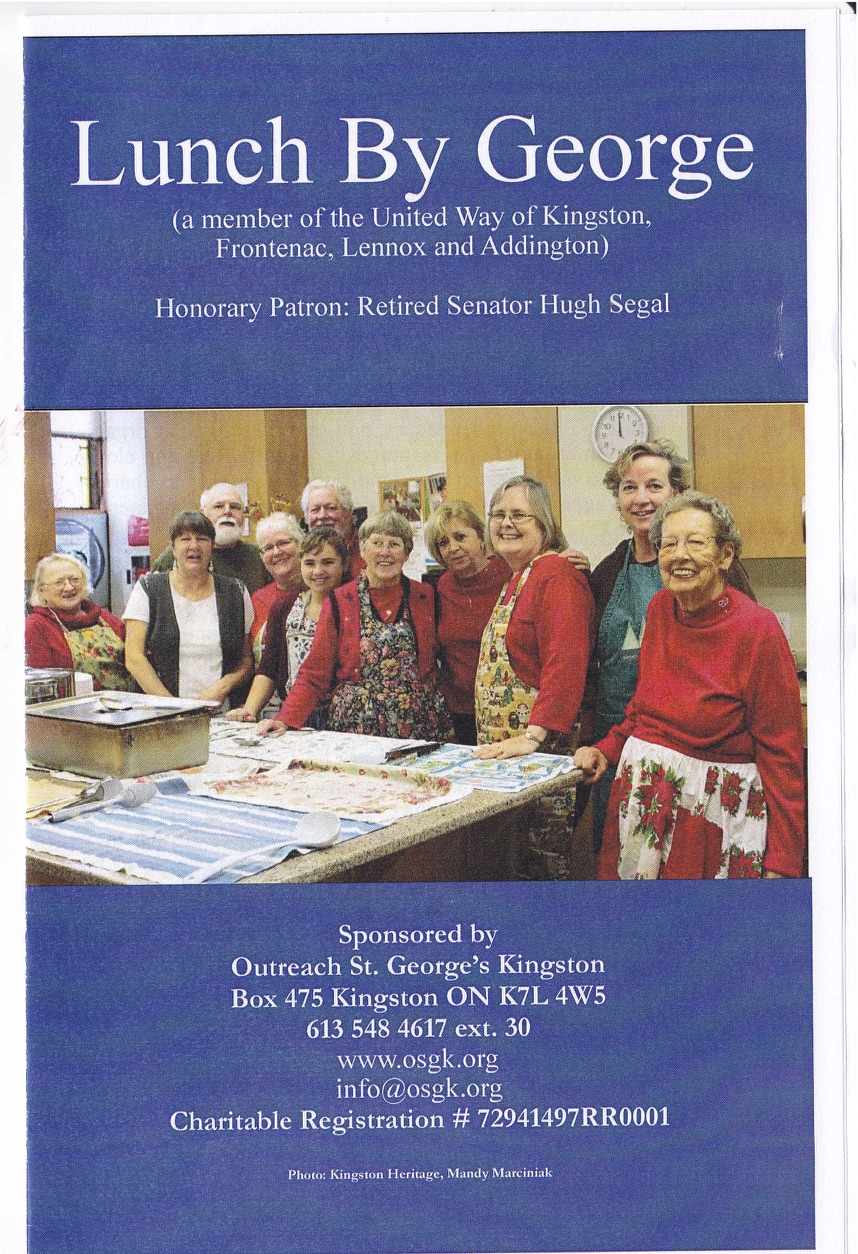 Lunch By George
(a member of the United Way of Kingston,
Frontenac, Lennox and Addington)
Honorary Patron: Retired Senator Hugh Segal
Sponsored by
Outreach St. George's Kingston
Box 475 Kingston ON K7L 4W5
613 548 4617 ext. 30
www.osgk.org
info@osgk.org
Charitable Registration # 72941497RR0001
Photo: Kingston Heritage, Mandy Marciniak